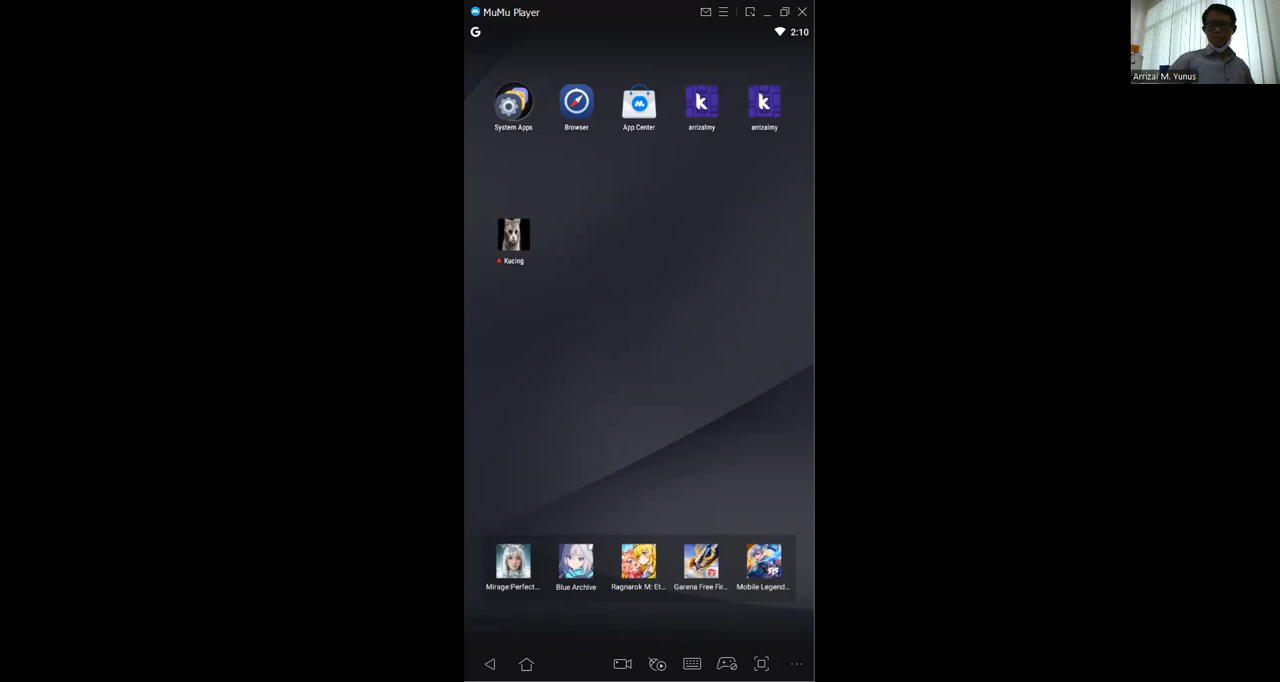 MuMu Player
G
2:10
System Apps
Browser
App Center
k
arrizalmy
k
arrizalmy
Kucing
Mirage:Perfect...
Blue Archive
Ragnarok M: Et...
Garena Free Fir...
Mobile Legend...
Arrizal M. Yunus